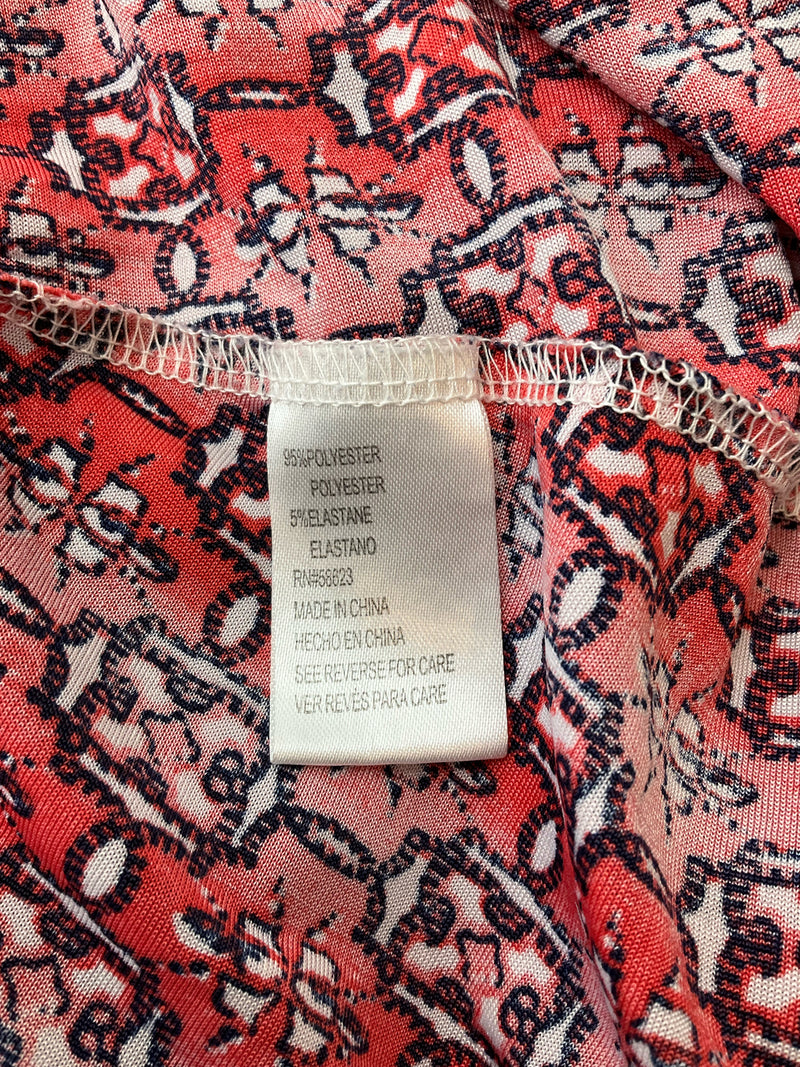 95%POLYESTER
POLYESTER
5%ELASTANE
ELASTANO
RN#56623
MADE IN CHINA
HECHO EN CHINA
SEE REVERSE FOR CARE
VER REVÉS PARA CARE